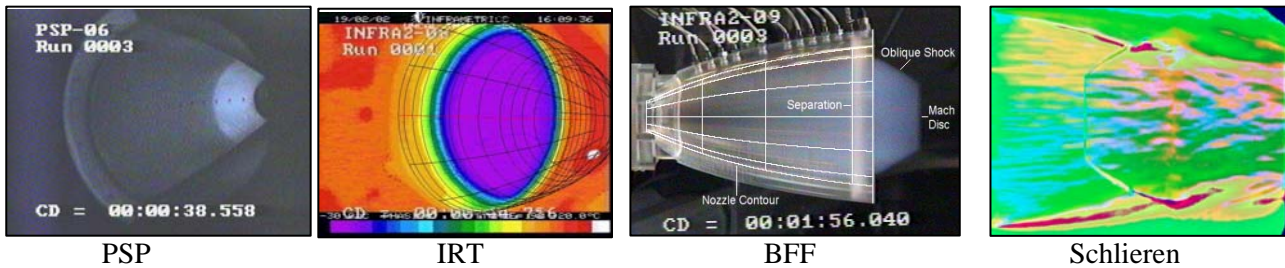 PSP-06
Run 0003
CD = 00:00:38.558
PSP
19/02/02 INFRAMETRICS 16:09:36
INFRA2-08
Run 0001
IRT
INFRA2-09
Run 0003
Oblique Shock
Separation
Mach
Disc
Nozzle Contour
CD = 00:01:56.040
BFF
Schlieren